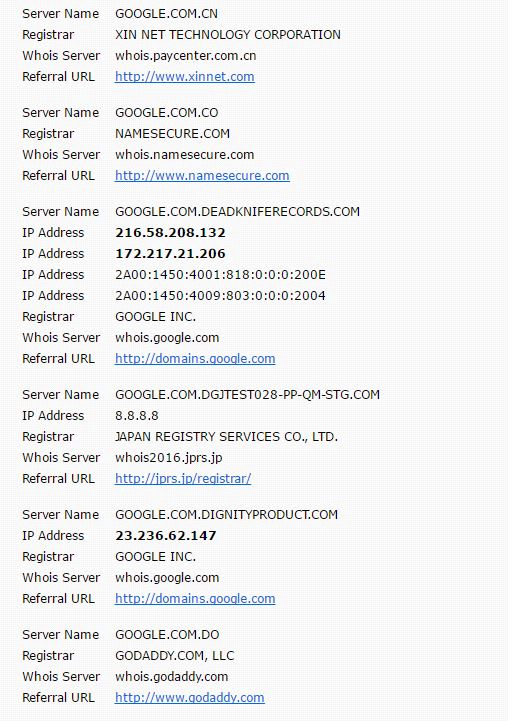 Server Name GOOGLE.COM.CN
Registrar XIN NET TECHNOLOGY CORPORATION
Whois Server whois.paycenter.com.cn
Referral URL http://www.xinnet.com
Server Name GOOGLE.COM.CO
Registrar NAMESECURE.COM
Whois Server whois.namesecure.com
Referral URL http://www.namesecure.com
Server Name GOOGLE.COM.DEADKNIFERECORDS.COM
IP Address 216.58.208.132
IP Address 172.217.21.206
IP Address 2A00:1450:4001:818:0:0:0:200E
IP Address 2A00:1450:4009:803:0:0:0:2004
Registrar GOOGLE INC.
Whois Server whois.google.com
Referral URL http://domains.google.com
Server Name GOOGLE.COM.DGJTEST028-PP-QM-STG.COM
IP Address 8.8.8.8
Registrar JAPAN REGISTRY SERVICES CO., LTD.
Whois Server whois2016.jprs.jp
Referral URL http://jprs.jp/registrar/
Server Name GOOGLE.COM.DIGNITYPRODUCT.COM
IP Address 23.236.62.147
Registrar GOOGLE INC.
Whois Server whois.google.com
Referral URL http://domains.google.com
Server Name GOOGLE.COM.DO
Registrar GODADDY.COM, LLC
Whois Server whois.godaddy.com
Referral URL http://www.godaddy.com